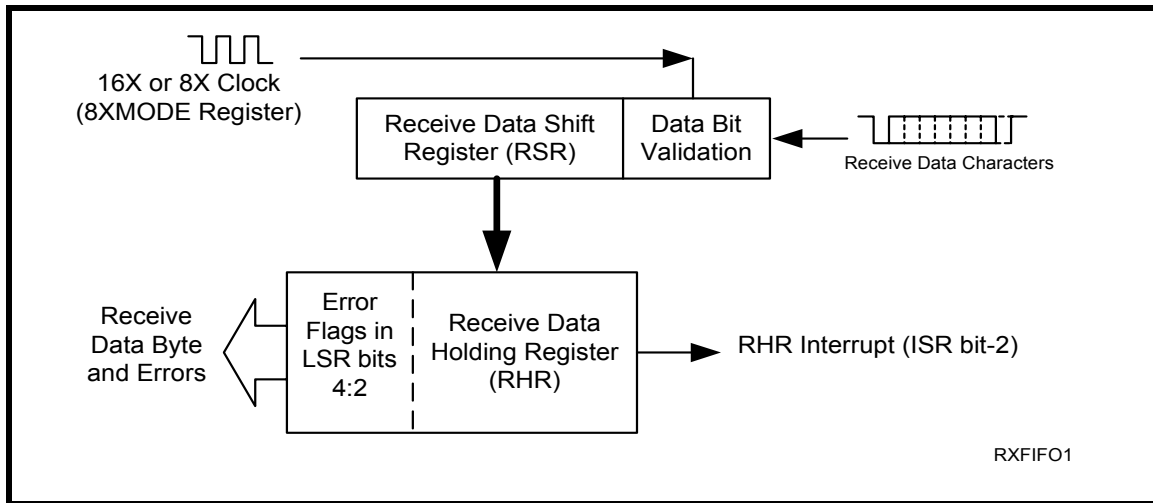 16X or 8X Clock
(8XMODE Register)
Receive Data Shift
Register (RSR)
Data Bit
Validation
Receive Data Characters
Receive
Data Byte
and Errors
Error
Flags in
LSR bits
4:2
Receive Data
Holding Register
(RHR)
RHR Interrupt (ISR bit-2)
RXFIFO1